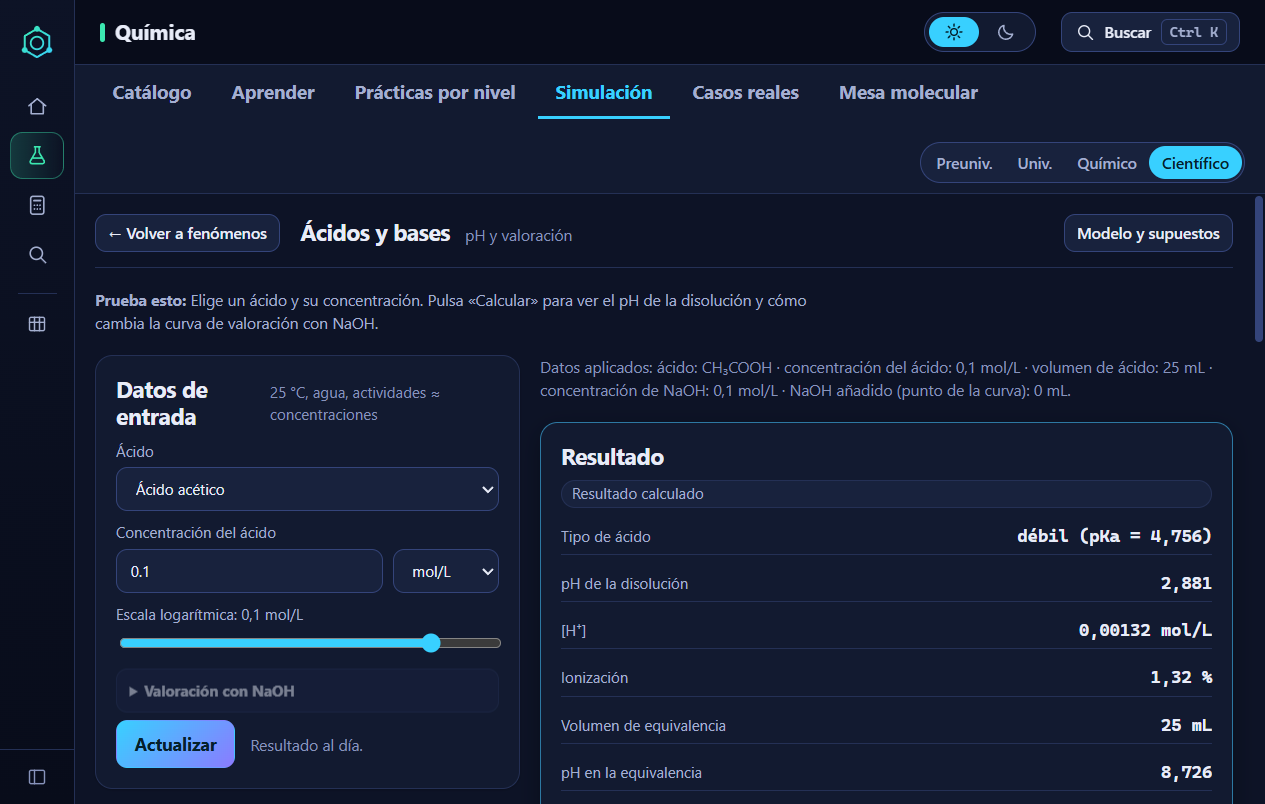 Química
Buscar Ctrl K
Catálogo Aprender Prácticas por nivel Simulación Casos reales Mesa molecular
Preuniv. Univ. Químico Científico
← Volver a fenómenos Ácidos y bases pH y valoración Modelo y supuestos
Prueba esto: Elige un ácido y su concentración. Pulsa «Calcular» para ver el pH de la disolución y cómo
cambia la curva de valoración con NaOH.
Datos de
entrada
25 °C, agua, actividades ≈
concentraciones
Ácido
Ácido acético
Concentración del ácido
0.1 mol/L
Escala logarítmica: 0,1 mol/L
▸ Valoración con NaOH
Actualizar Resultado al día.
Datos aplicados: ácido: CH₃COOH · concentración del ácido: 0,1 mol/L · volumen de ácido: 25 mL ·
concentración de NaOH: 0,1 mol/L · NaOH añadido (punto de la curva): 0 mL.
Resultado
Resultado calculado
Tipo de ácido débil (pKa = 4,756)
pH de la disolución 2,881
[H⁺] 0,00132 mol/L
Ionización 1,32 %
Volumen de equivalencia 25 mL
pH en la equivalencia 8,726